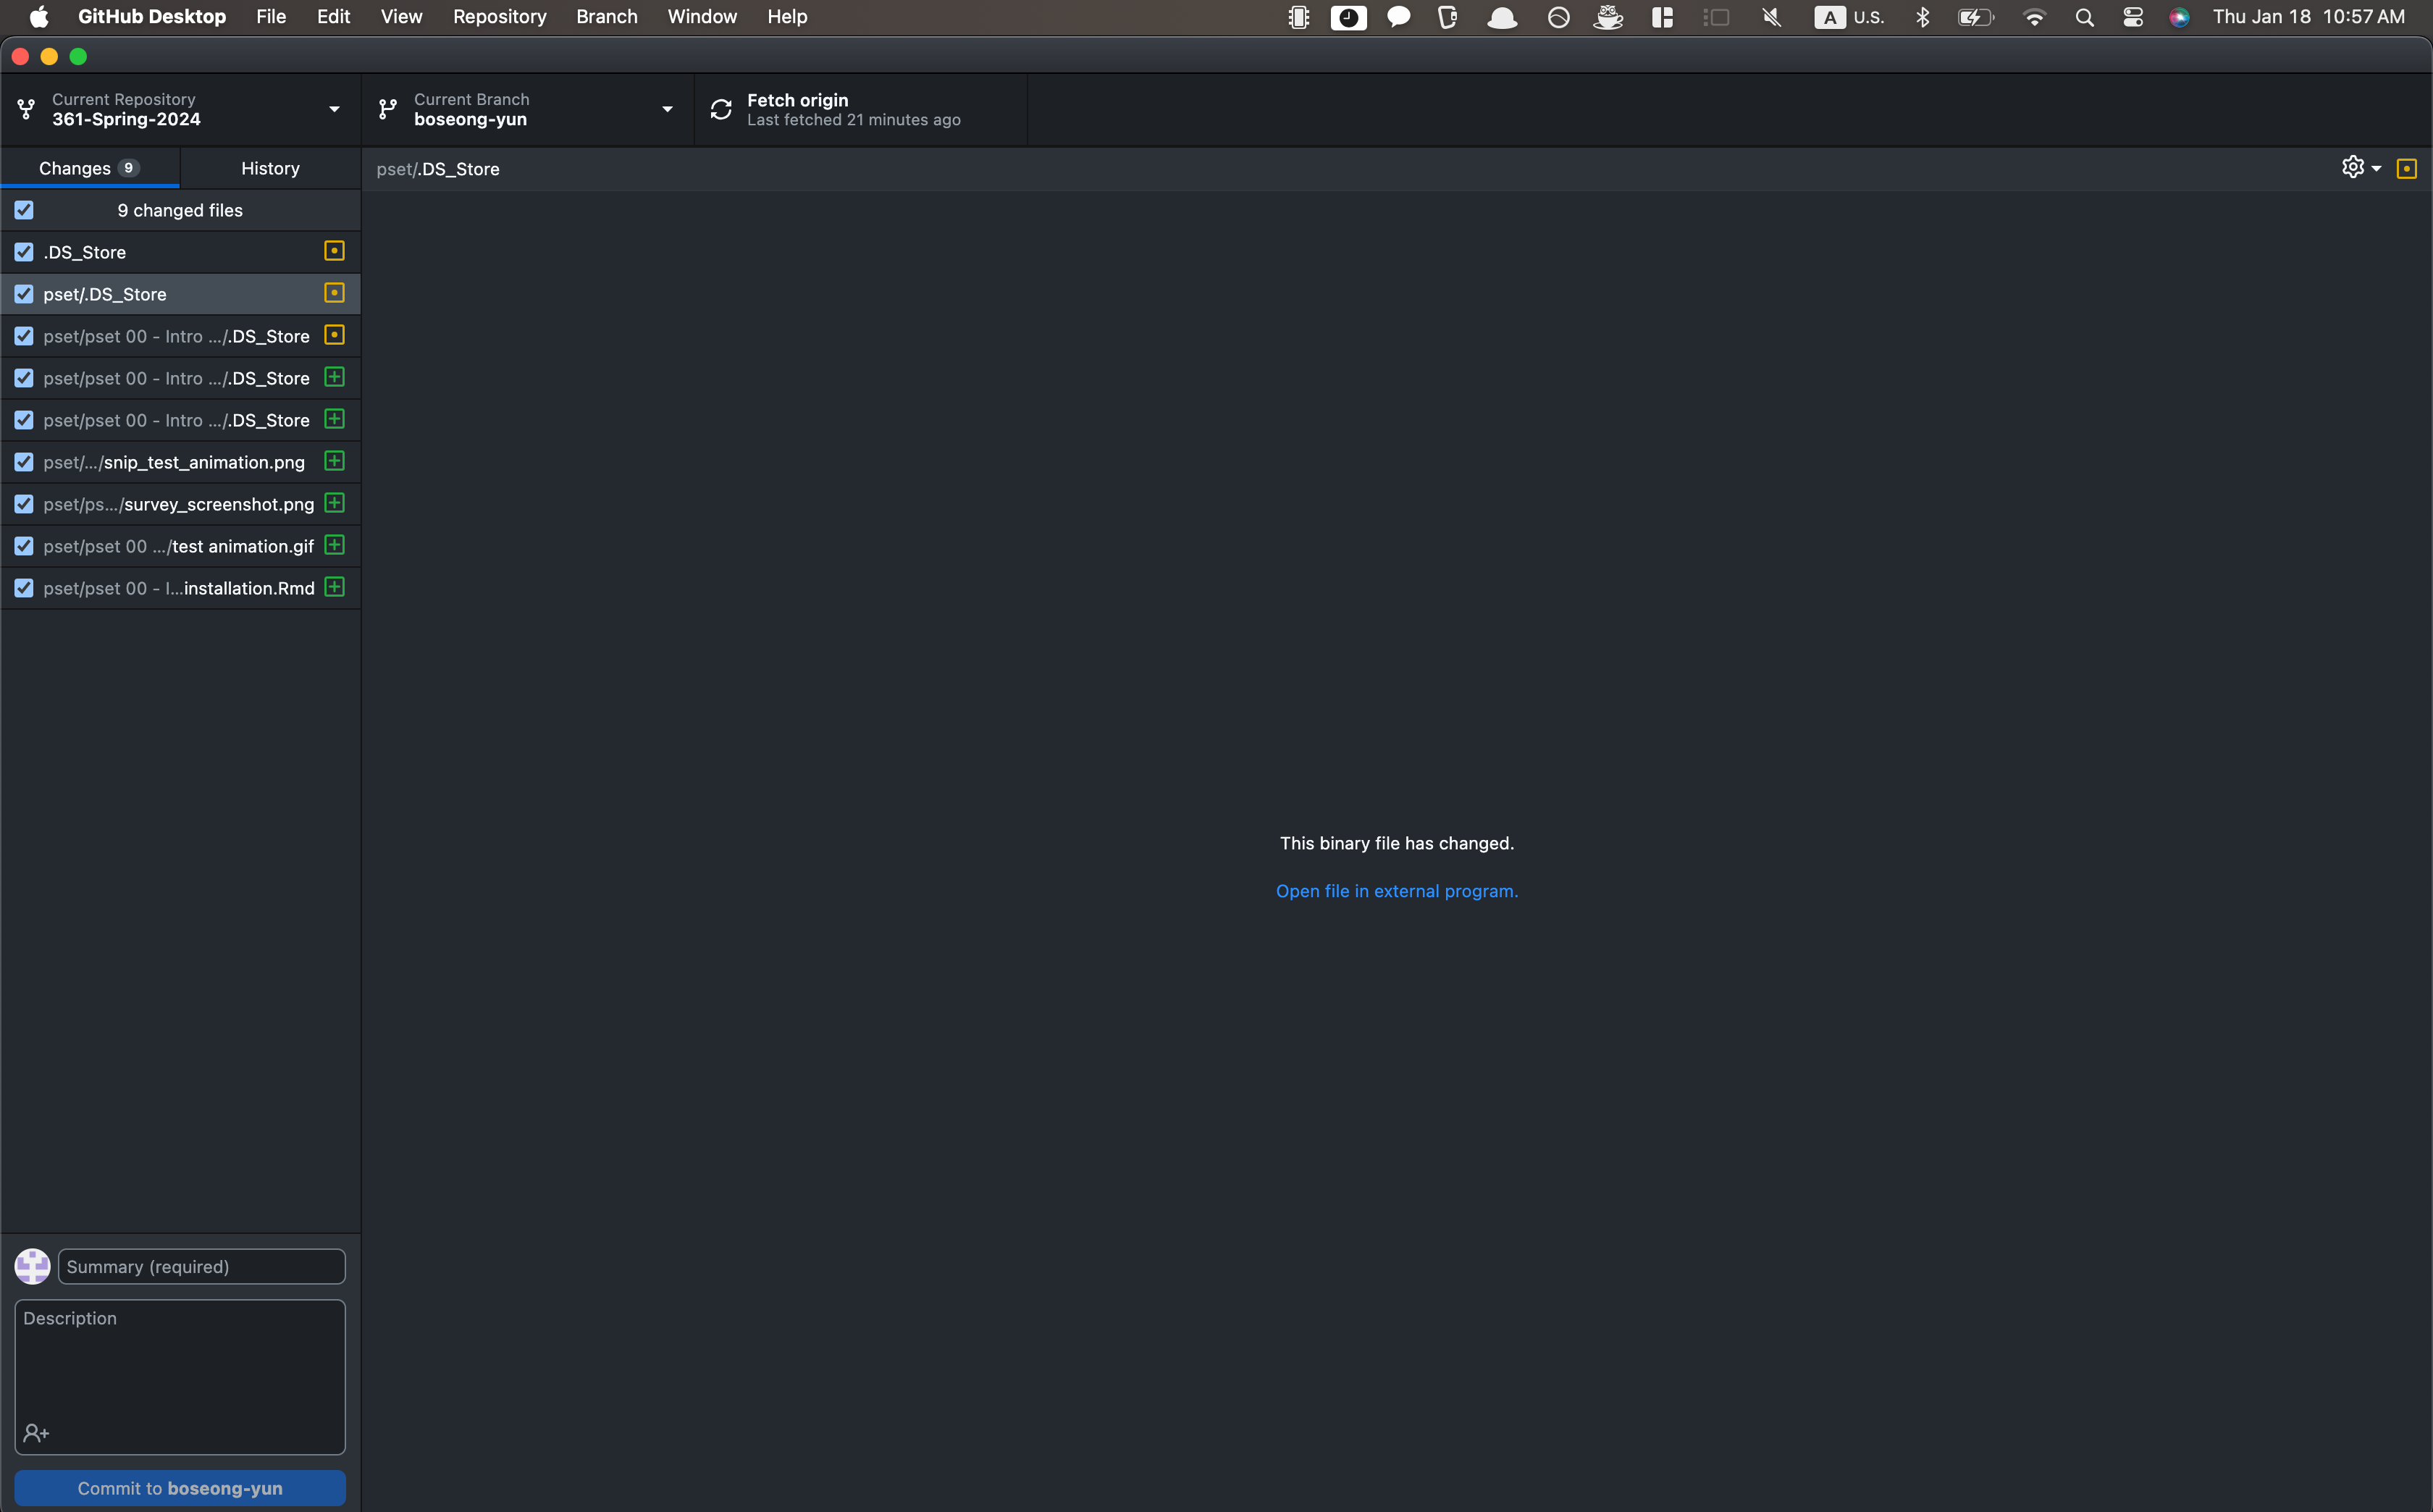 GitHub Desktop File Edit View Repository Branch Window Help A U.S. Thu Jan 18 10:57 AM
Current Repository
361-Spring-2024
Current Branch
boseong-yun
Fetch origin
Last fetched 21 minutes ago
Changes 9
History
pset/.DS_Store
9 changed files
.DS_Store
pset/.DS_Store
pset/pset 00 - Intro .../.DS_Store
pset/pset 00 - Intro .../.DS_Store
pset/pset 00 - Intro .../.DS_Store
pset/.../snip_test_animation.png
pset/ps.../survey_screenshot.png
pset/pset 00 .../test animation.gif
pset/pset 00 - I...installation.Rmd
This binary file has changed.
Open file in external program.
Summary (required)
Description
Commit to boseong-yun